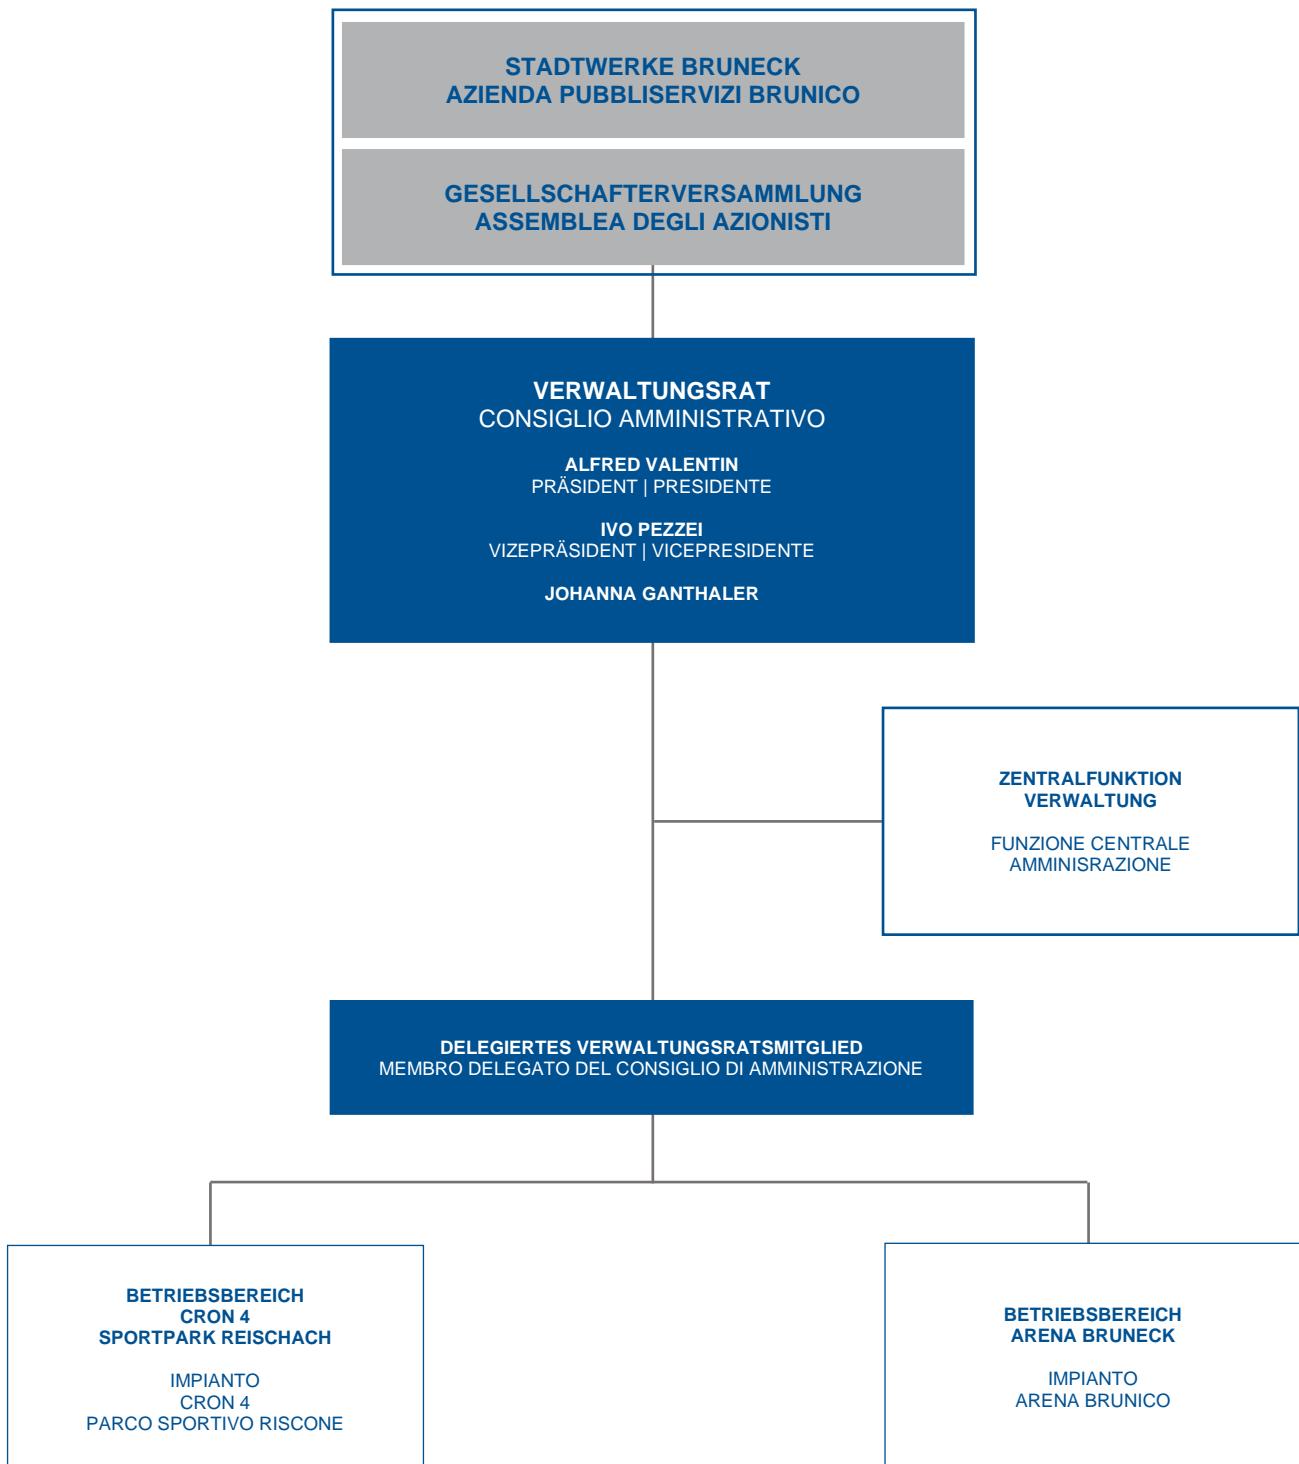 STADTWERKE BRUNECK
AZIENDA PUBBLISERVIZI BRUNICO
GESELLSCHAFTERVERSAMMLUNG
ASSEMBLEA DEGLI AZIONISTI
VERWALTUNGSRAT
CONSIGLIO AMMINISTRATIVO
ALFRED VALENTIN
PRÄSIDENT | PRESIDENTE
IVO PEZZEI
VIZEPRÄSIDENT | VICEPRESIDENTE
JOHANNA GANTHALER
ZENTRALFUNKTION
VERWALTUNG
FUNZIONE CENTRALE
AMMINISRAZIONE
DELEGIERTES VERWALTUNGSRATSMITGLIED
MEMBRO DELEGATO DEL CONSIGLIO DI AMMINISTRAZIONE
BETRIEBSBEREICH
CRON 4
SPORTPARK REISCHACH
IMPIANTO
CRON 4
PARCO SPORTIVO RISCONE
BETRIEBSBEREICH
ARENA BRUNECK
IMPIANTO
ARENA BRUNICO